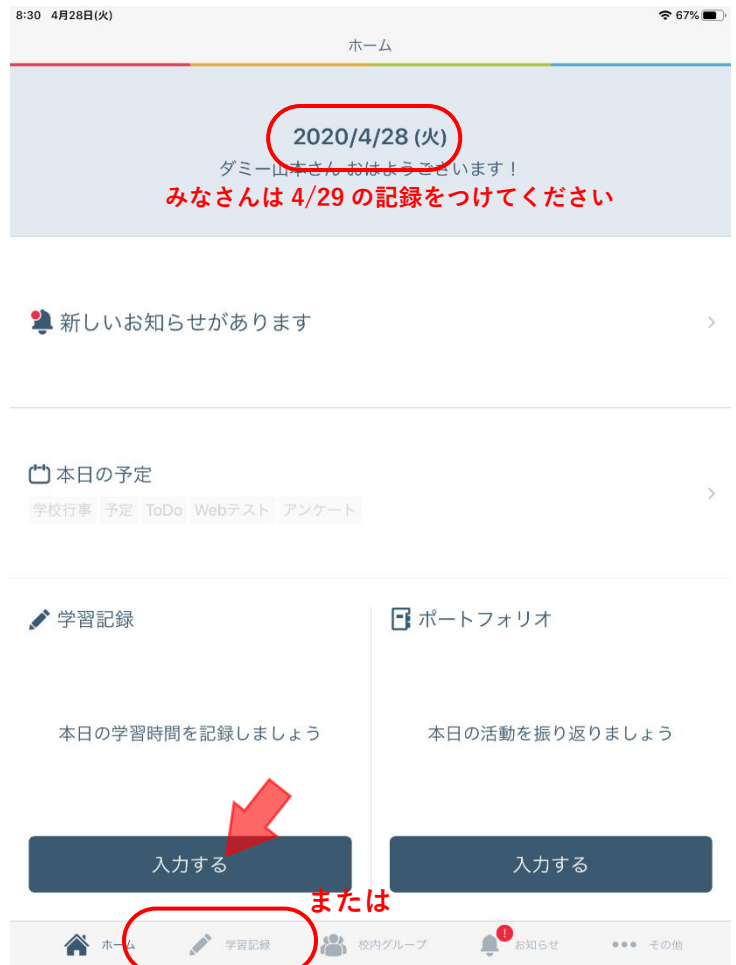 8:30 4月28日(火) 67%
ホーム
2020/4/28 (火)
ダミー山本さん おはようございます！
みなさんは 4/29 の記録をつけてください
新しいお知らせがあります
本日の予定
学校行事 予定 ToDo Webテスト アンケート
学習記録
本日の学習時間を記録しましょう
入力する
ポートフォリオ
本日の活動を振り返りましょう
入力する
または
ホーム 学習記録 校内グループ お知らせ その他